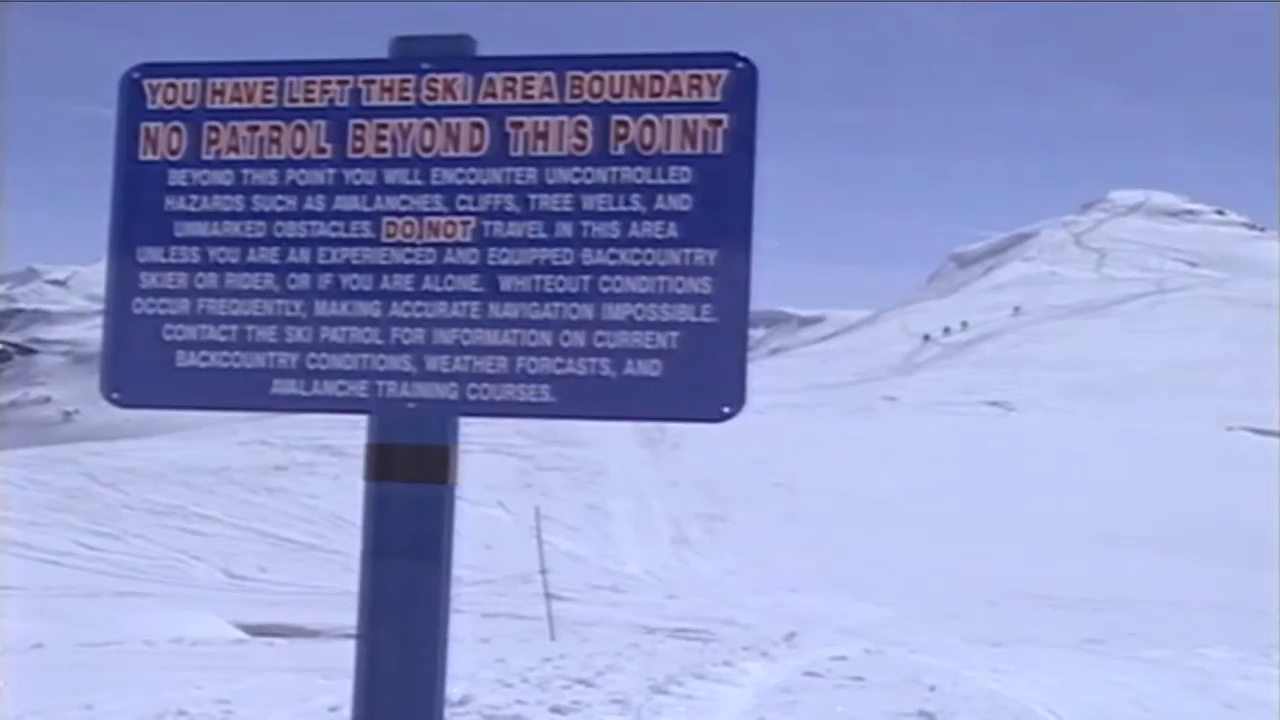 YOU HAVE LEFT THE SKI AREA BOUNDARY
NO PATROL BEYOND THIS POINT
BEYOND THIS POINT YOU WILL ENCOUNTER UNCONTROLLED
HAZARDS SUCH AS AVALANCHES, CLIFFS, TREE WELLS, AND
UNMARKED OBSTACLES. DO NOT TRAVEL IN THIS AREA
UNLESS YOU ARE AN EXPERIENCED AND EQUIPPED BACKCOUNTRY
SKIER OR RIDER, OR IF YOU ARE ALONE. WHITEOUT CONDITIONS
OCCUR FREQUENTLY, MAKING ACCURATE NAVIGATION IMPOSSIBLE.
CONTACT THE SKI PATROL FOR INFORMATION ON CURRENT
BACKCOUNTRY CONDITIONS, WEATHER FORCASTS, AND
AVALANCHE TRAINING COURSES.